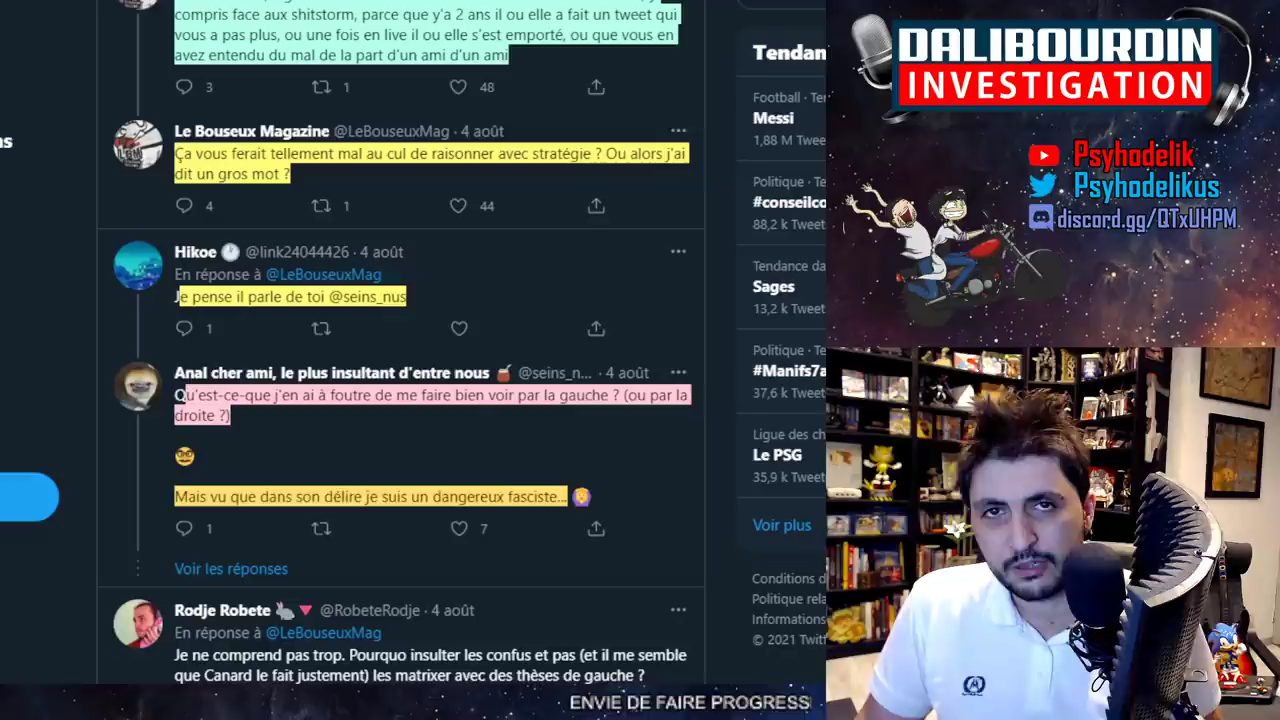 compris face aux shitstorm, parce que y'a 2 ans il ou elle a fait un tweet qui
vous a pas plus, ou une fois en live il ou elle s'est emporté, ou que vous en
avez entendu du mal de la part d'un ami d'un ami
3 1 48
Le Bouseux Magazine @LeBouseuxMag · 4 août
Ça vous ferait tellement mal au cul de raisonner avec stratégie ? Ou alors j'ai
dit un gros mot ?
4 1 44
Hikoe @link24044426 · 4 août
En réponse à @LeBouseuxMag
Je pense il parle de toi @seins_nus
1
Anal cher ami, le plus insultant d'entre nous @seins_n... · 4 août
Qu'est-ce-que j'en ai à foutre de me faire bien voir par la gauche ? (ou par la
droite ?)
Mais vu que dans son délire je suis un dangereux fasciste...
1 7
Voir les réponses
Rodje Robete @RobeteRodje · 4 août
En réponse à @LeBouseuxMag
Je ne comprend pas trop. Pourquo insulter les confus et pas (et il me semble
que Canard le fait justement) les matrixer avec des thèses de gauche ?
Tendan
Football · Ter
Messi
1,88 M Twee
Politique · Te
#conseilco
88,2 k Tweet
Tendance da
Sages
13,2 k Tweet
Politique · Te
#Manifs7a
37,6 k Tweet
Ligue des ch
Le PSG
35,9 k Tweet
Voir plus
Conditions d
Politique rela
Informations
© 2021 Twitt
DALIBOURDIN
INVESTIGATION
Psyhodelik
Psyhodelikus
discord.gg/QTxUHPM
ENVIE DE FAIRE PROGRESS